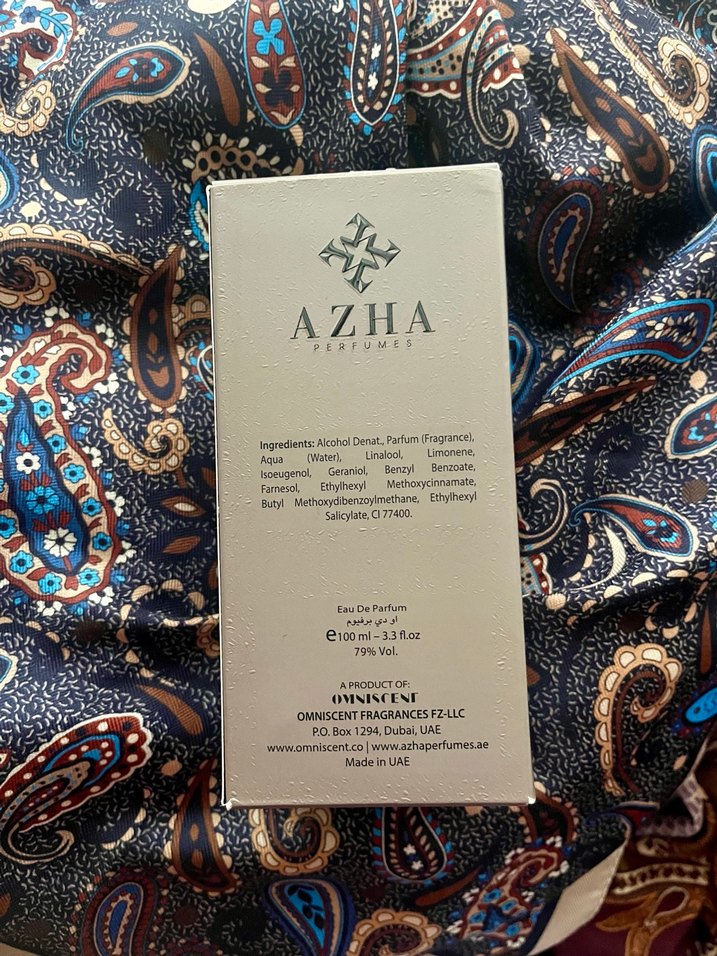 AZHA
PERFUMES
Ingredients: Alcohol Denat., Parfum (Fragrance),
Aqua (Water), Linalool, Limonene,
Isoeugenol, Geraniol, Benzyl Benzoate,
Farnesol, Ethylhexyl Methoxycinnamate,
Butyl Methoxydibenzoylmethane, Ethylhexyl
Salicylate, CI 77400.
Eau De Parfum
او دي برفيوم
e100 ml – 3.3 fl.oz
79% Vol.
A PRODUCT OF:
OMNISCENT
OMNISCENT FRAGRANCES FZ-LLC
P.O. Box 1294, Dubai, UAE
www.omniscent.co | www.azhaperfumes.ae
Made in UAE